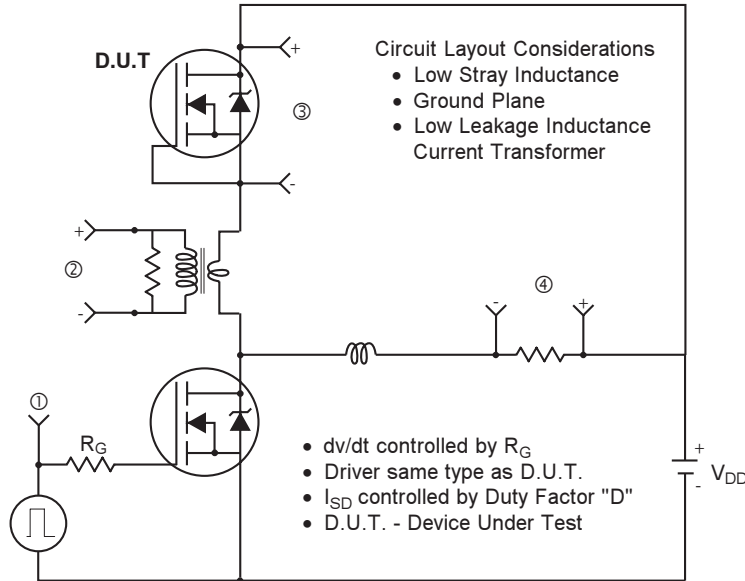 D.U.T
+
Circuit Layout Considerations
• Low Stray Inductance
• Ground Plane
• Low Leakage Inductance
Current Transformer
③
-
+
②
-
-
④
+
①
R_G
• dv/dt controlled by R_G
• Driver same type as D.U.T.
• I_SD controlled by Duty Factor "D"
• D.U.T. - Device Under Test
+
V_DD
-